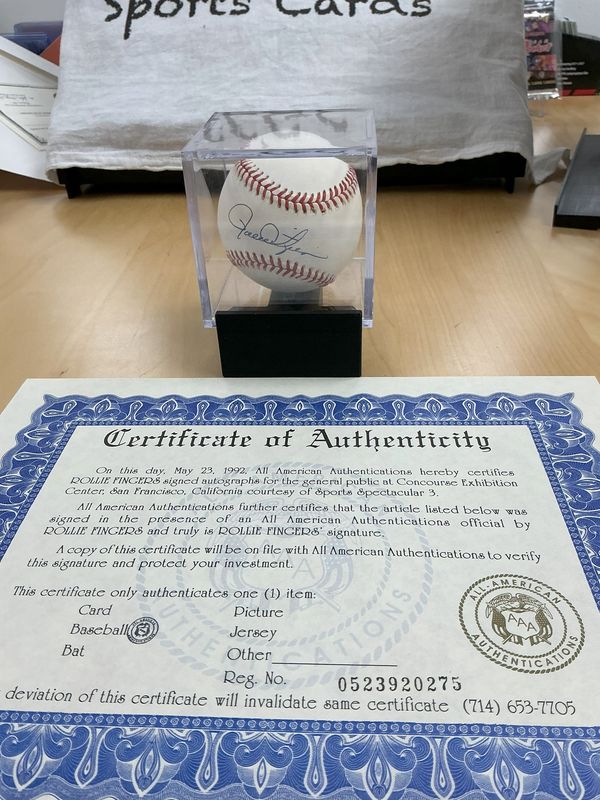 Sports Cards
Certificate of Authenticity
On this day, May 23, 1992, All American Authentications hereby certifies
ROLLIE FINGERS signed autographs for the general public at Concourse Exhibition
Center, San Francisco, California courtesy of Sports Spectacular 3.
All American Authentications further certifies that the article listed below was
signed in the presence of an All American Authentications official by
ROLLIE FINGERS and truly is ROLLIE FINGERS' signature.
A copy of this certificate will be on file with All American Authentications to verify
this signature and protect your investment.
This certificate only authenticates one (1) item:
Card Picture
Baseball Jersey
Bat Other
Reg. No. 0523920275
deviation of this certificate will invalidate same certificate (714) 653-7705
ALL-AMERICAN
AAA
AUTHENTICATIONS
AAA
AUTHENTICATIONS